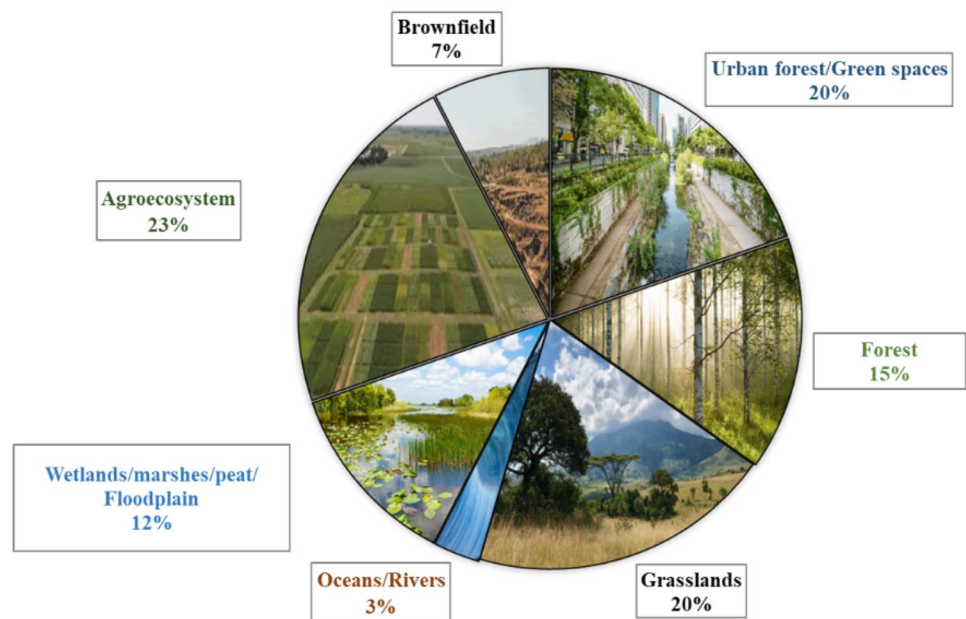 Brownfield
7%
Urban forest/Green spaces
20%
Agroecosystem
23%
Forest
15%
Wetlands/marshes/peat/
Floodplain
12%
Oceans/Rivers
3%
Grasslands
20%